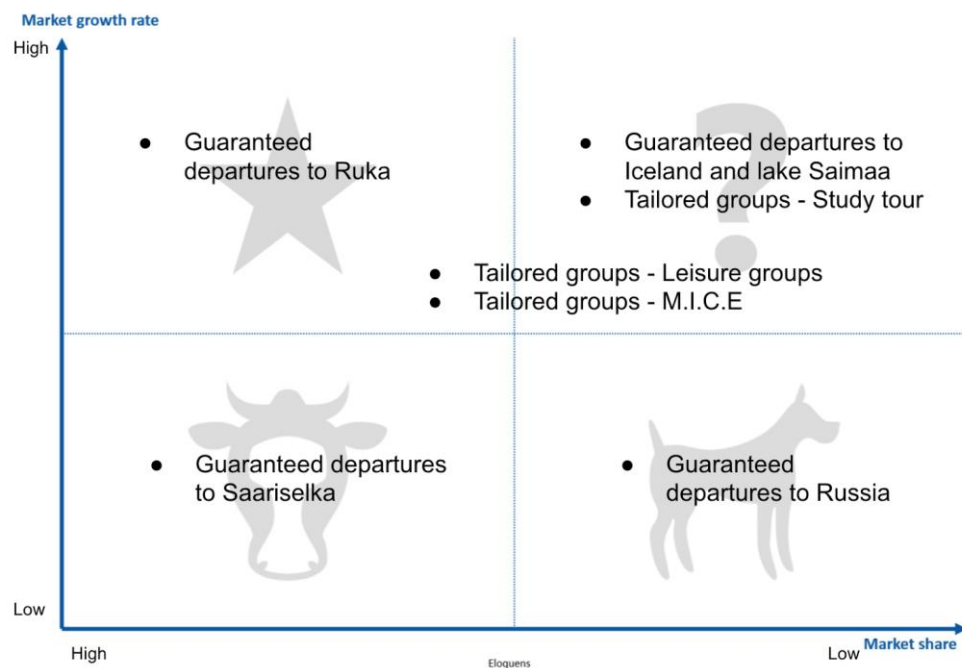 Market growth rate
High
● Guaranteed
departures to Ruka
● Guaranteed departures to
Iceland and lake Saimaa
● Tailored groups - Study tour
● Tailored groups - Leisure groups
● Tailored groups - M.I.C.E
● Guaranteed departures
to Saariselka
● Guaranteed
departures to Russia
Low
High
Eloquens
Low
Market share